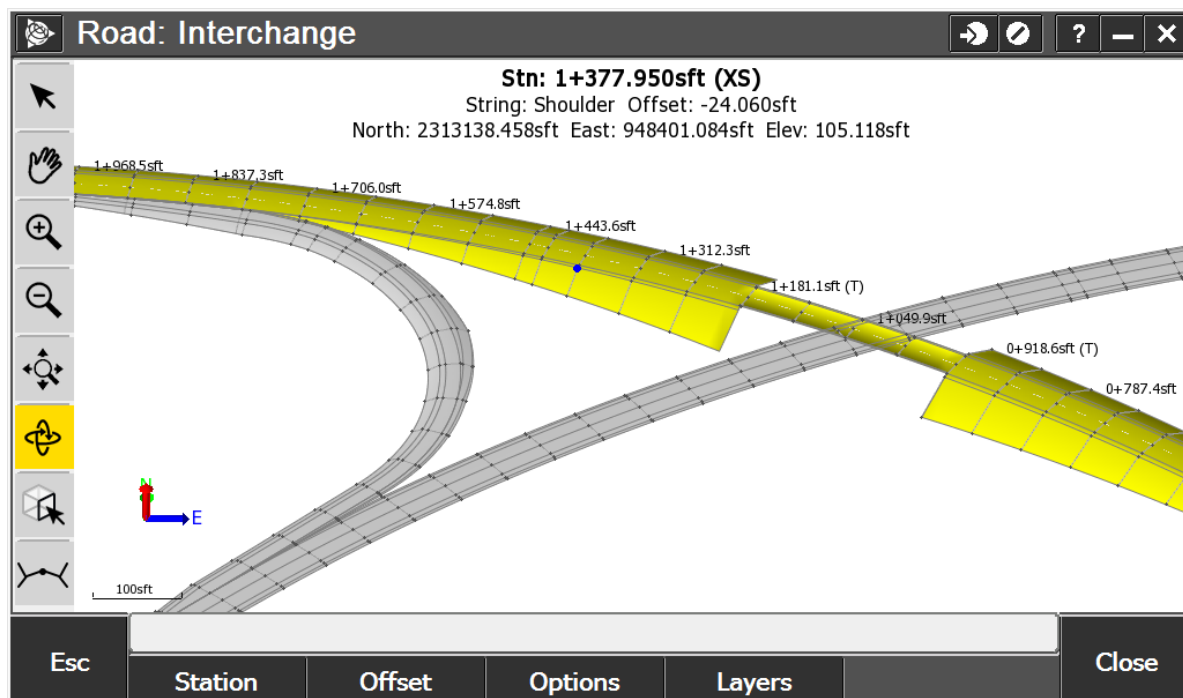 Road: Interchange
?
Stn: 1+377.950sft (XS)
String: Shoulder Offset: -24.060sft
North: 2313138.458sft East: 948401.084sft Elev: 105.118sft
1+968.5sft
1+837.3sft
1+706.0sft
1+574.8sft
1+443.6sft
1+312.3sft
1+181.1sft (T)
1+049.9sft
0+918.6sft (T)
0+787.4sft
N
E
100sft
Esc
Station
Offset
Options
Layers
Close